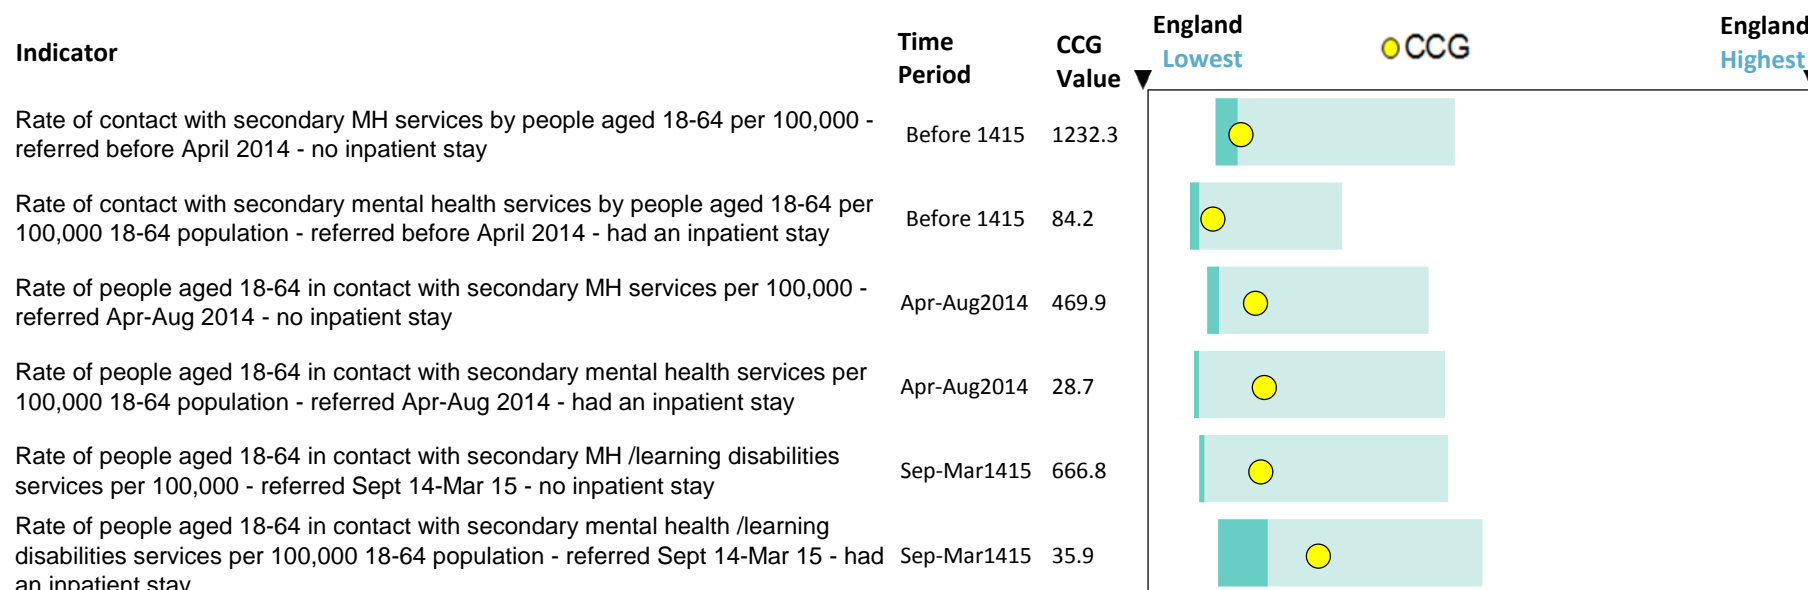 Indicator
Time
Period
CCG
Value
England
Lowest
CCG
England
Highest
Rate of contact with secondary MH services by people aged 18-64 per 100,000 -
referred before April 2014 - no inpatient stay
Before 1415 1232.3
Rate of contact with secondary mental health services by people aged 18-64 per
100,000 18-64 population - referred before April 2014 - had an inpatient stay
Before 1415 84.2
Rate of people aged 18-64 in contact with secondary MH services per 100,000 -
referred Apr-Aug 2014 - no inpatient stay
Apr-Aug2014 469.9
Rate of people aged 18-64 in contact with secondary mental health services per
100,000 18-64 population - referred Apr-Aug 2014 - had an inpatient stay
Apr-Aug2014 28.7
Rate of people aged 18-64 in contact with secondary MH /learning disabilities
services per 100,000 - referred Sept 14-Mar 15 - no inpatient stay
Sep-Mar1415 666.8
Rate of people aged 18-64 in contact with secondary mental health /learning
disabilities services per 100,000 18-64 population - referred Sept 14-Mar 15 - had
an inpatient stay
Sep-Mar1415 35.9